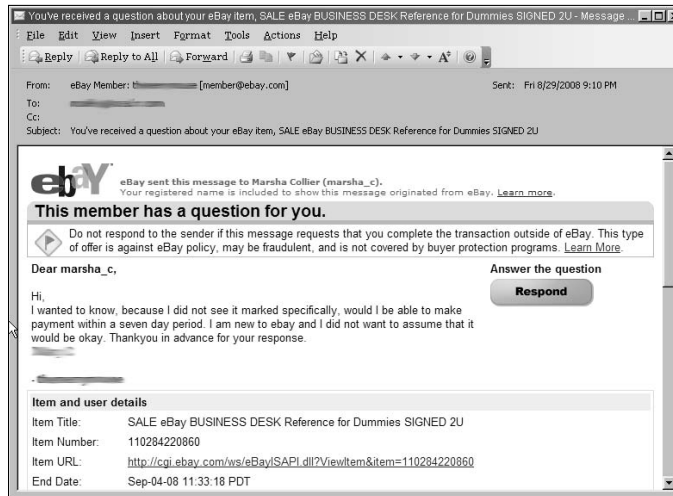 You've received a question about your eBay item, SALE eBay BUSINESS DESK Reference for Dummies SIGNED 2U - Message ...
File Edit View Insert Format Tools Actions Help
Reply Reply to All Forward
From: eBay Member: [member@ebay.com] Sent: Fri 8/29/2008 9:10 PM
To:
Cc:
Subject: You've received a question about your eBay item, SALE eBay BUSINESS DESK Reference for Dummies SIGNED 2U
ebY eBay sent this message to Marsha Collier (marsha_c).
Your registered name is included to show this message originated from eBay. Learn more.
This member has a question for you.
Do not respond to the sender if this message requests that you complete the transaction outside of eBay. This type
of offer is against eBay policy, may be fraudulent, and is not covered by buyer protection programs. Learn More.
Dear marsha_c, Answer the question
Respond
Hi,
I wanted to know, because I did not see it marked specifically, would I be able to make
payment within a seven day period. I am new to ebay and I did not want to assume that it
would be okay. Thankyou in advance for your response.
-
Item and user details
Item Title: SALE eBay BUSINESS DESK Reference for Dummies SIGNED 2U
Item Number: 110284220860
Item URL: http://cgi.ebay.com/ws/eBayISAPI.dll?ViewItem&item=110284220860
End Date: Sep-04-08 11:33:18 PDT